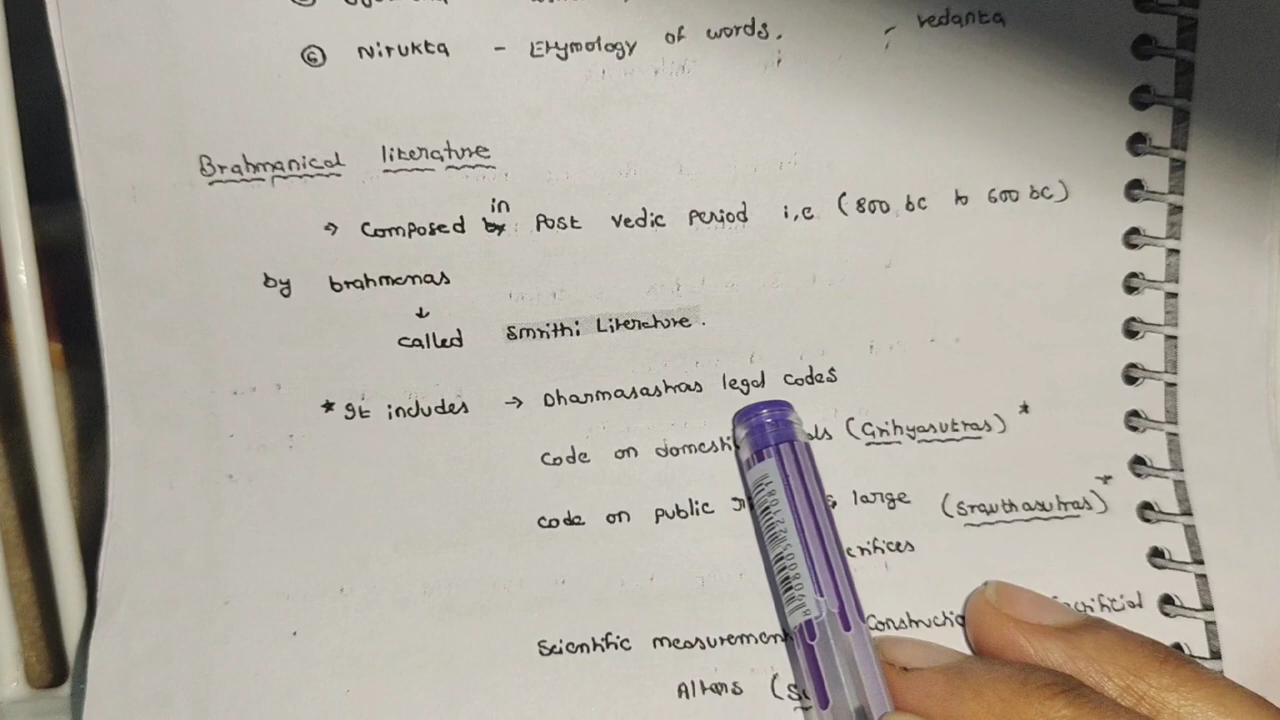 ⑥ Nirukta - Etymology of words.
vedanta
Brahmanical literature
→ Composed in Post vedic Period i,e (800 bc to 600 bc)
by brahmanas
↓
called Smrithi Literature.
* It includes → Dharmasastras legal codes
code on domesti (Grihyasutras) *
code on public large (Srauthasutras) *
Scientific measurement
Altars (